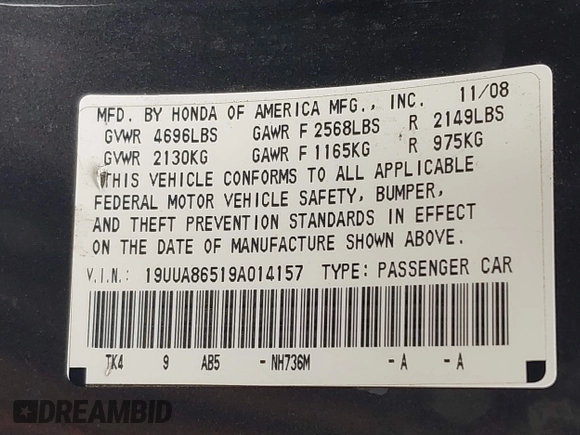 MFD. BY HONDA OF AMERICA MFG., INC. 11/08
GVWR 4696LBS GAWR F 2568LBS R 2149LBS
GVWR 2130KG GAWR F 1165KG R 975KG
THIS VEHICLE CONFORMS TO ALL APPLICABLE
FEDERAL MOTOR VEHICLE SAFETY, BUMPER,
AND THEFT PREVENTION STANDARDS IN EFFECT
ON THE DATE OF MANUFACTURE SHOWN ABOVE.
V.I.N: 19UUA86519A014157 TYPE: PASSENGER CAR
TK4 9 AB5 -NH736M -A -A
DREAMBID